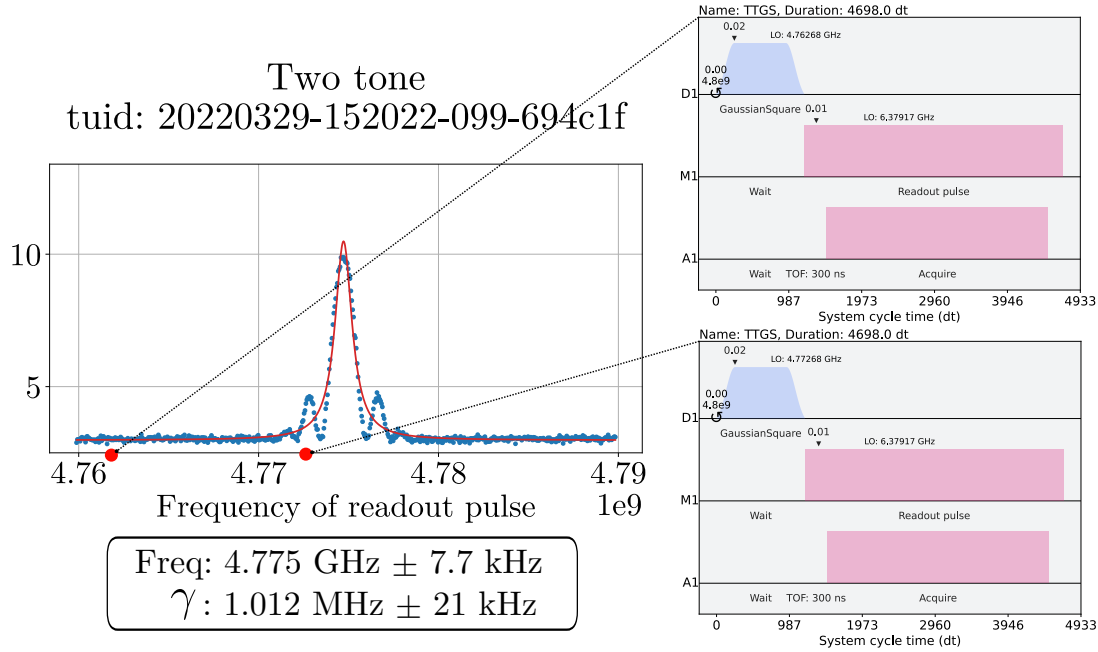 Two tone
tuid: 20220329-152022-099-694c1f
10
5
4.76 4.77 4.78 4.79
1e9
Frequency of readout pulse
Freq: 4.775 GHz ± 7.7 kHz
γ: 1.012 MHz ± 21 kHz
Name: TTGS, Duration: 4698.0 dt
0.02
LO: 4.76268 GHz
0.00
4.8e9
D1
GaussianSquare
0.01
LO: 6.37917 GHz
M1
Wait Readout pulse
A1
Wait TOF: 300 ns Acquire
0 987 1973 2960 3946 4933
System cycle time (dt)
Name: TTGS, Duration: 4698.0 dt
0.02
LO: 4.77268 GHz
0.00
4.8e9
D1
GaussianSquare
0.01
LO: 6.37917 GHz
M1
Wait Readout pulse
A1
Wait TOF: 300 ns Acquire
0 987 1973 2960 3946 4933
System cycle time (dt)